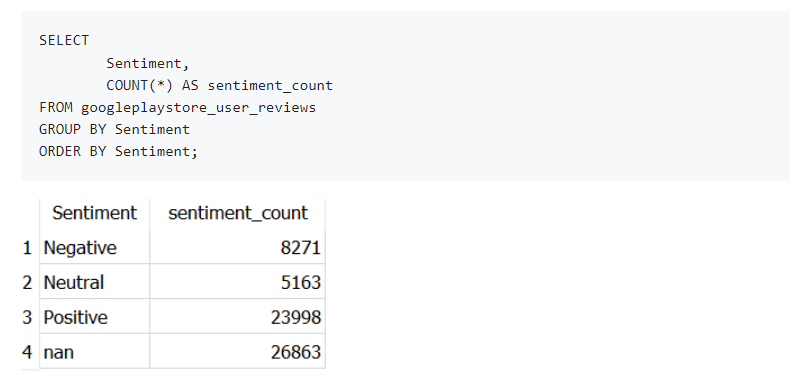 SELECT
Sentiment,
COUNT(*) AS sentiment_count
FROM googleplaystore_user_reviews
GROUP BY Sentiment
ORDER BY Sentiment;
Sentiment sentiment_count
1 Negative 8271
2 Neutral 5163
3 Positive 23998
4 nan 26863